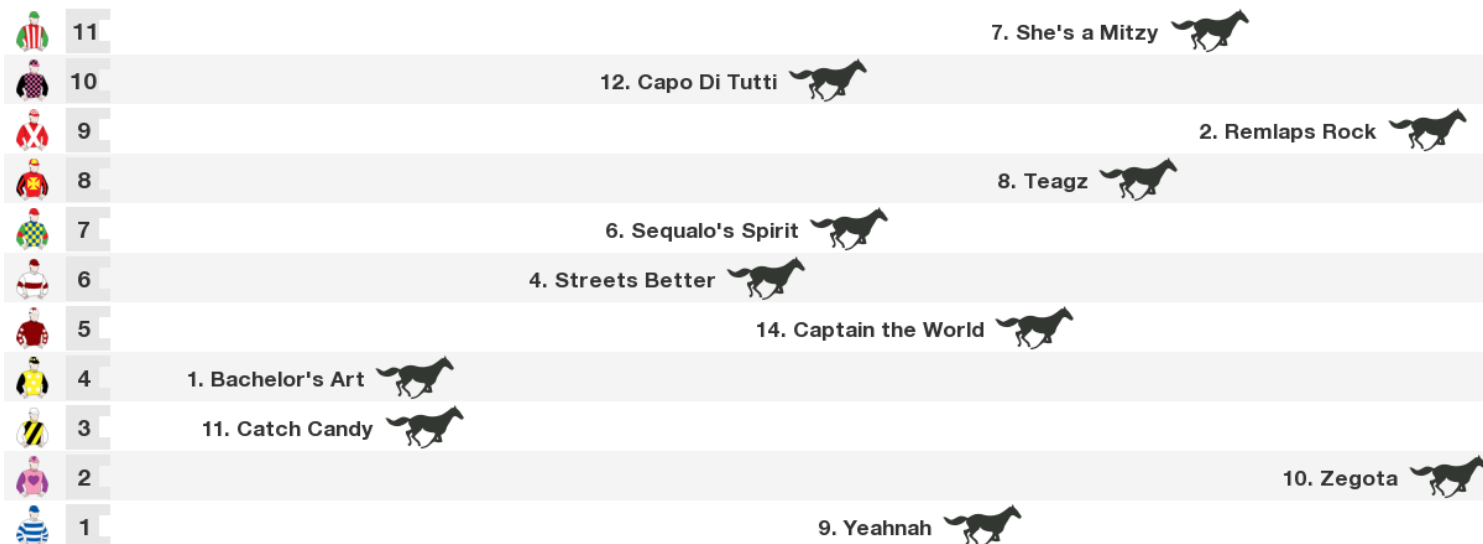 11 7. She's a Mitzy
10 12. Capo Di Tutti
9 2. Remlaps Rock
8 8. Teagz
7 6. Sequalo's Spirit
6 4. Streets Better
5 14. Captain the World
4 1. Bachelor's Art
3 11. Catch Candy
2 10. Zegota
1 9. Yeahnah